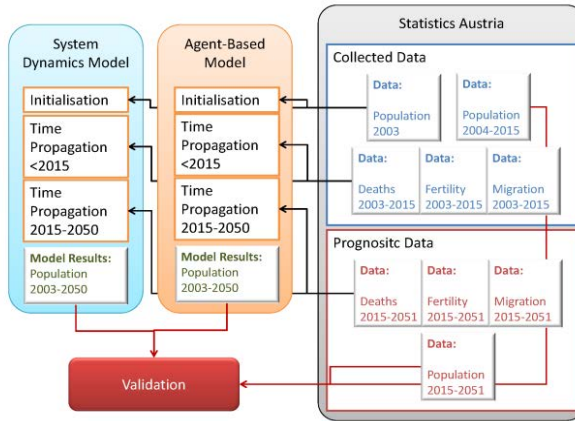 System
Dynamics Model
Initialisation
Time
Propagation
<2015
Time
Propagation
2015-2050
Model Results:
Population
2003-2050
Agent-Based
Model
Initialisation
Time
Propagation
<2015
Time
Propagation
2015-2050
Model Results:
Population
2003-2050
Validation
Statistics Austria
Collected Data
Data:
Population
2003
Data:
Population
2004-2015
Data:
Deaths
2003-2015
Data:
Fertility
2003-2015
Data:
Migration
2003-2015
Prognositc Data
Data:
Deaths
2015-2051
Data:
Fertility
2015-2051
Data:
Migration
2015-2051
Data:
Population
2015-2051